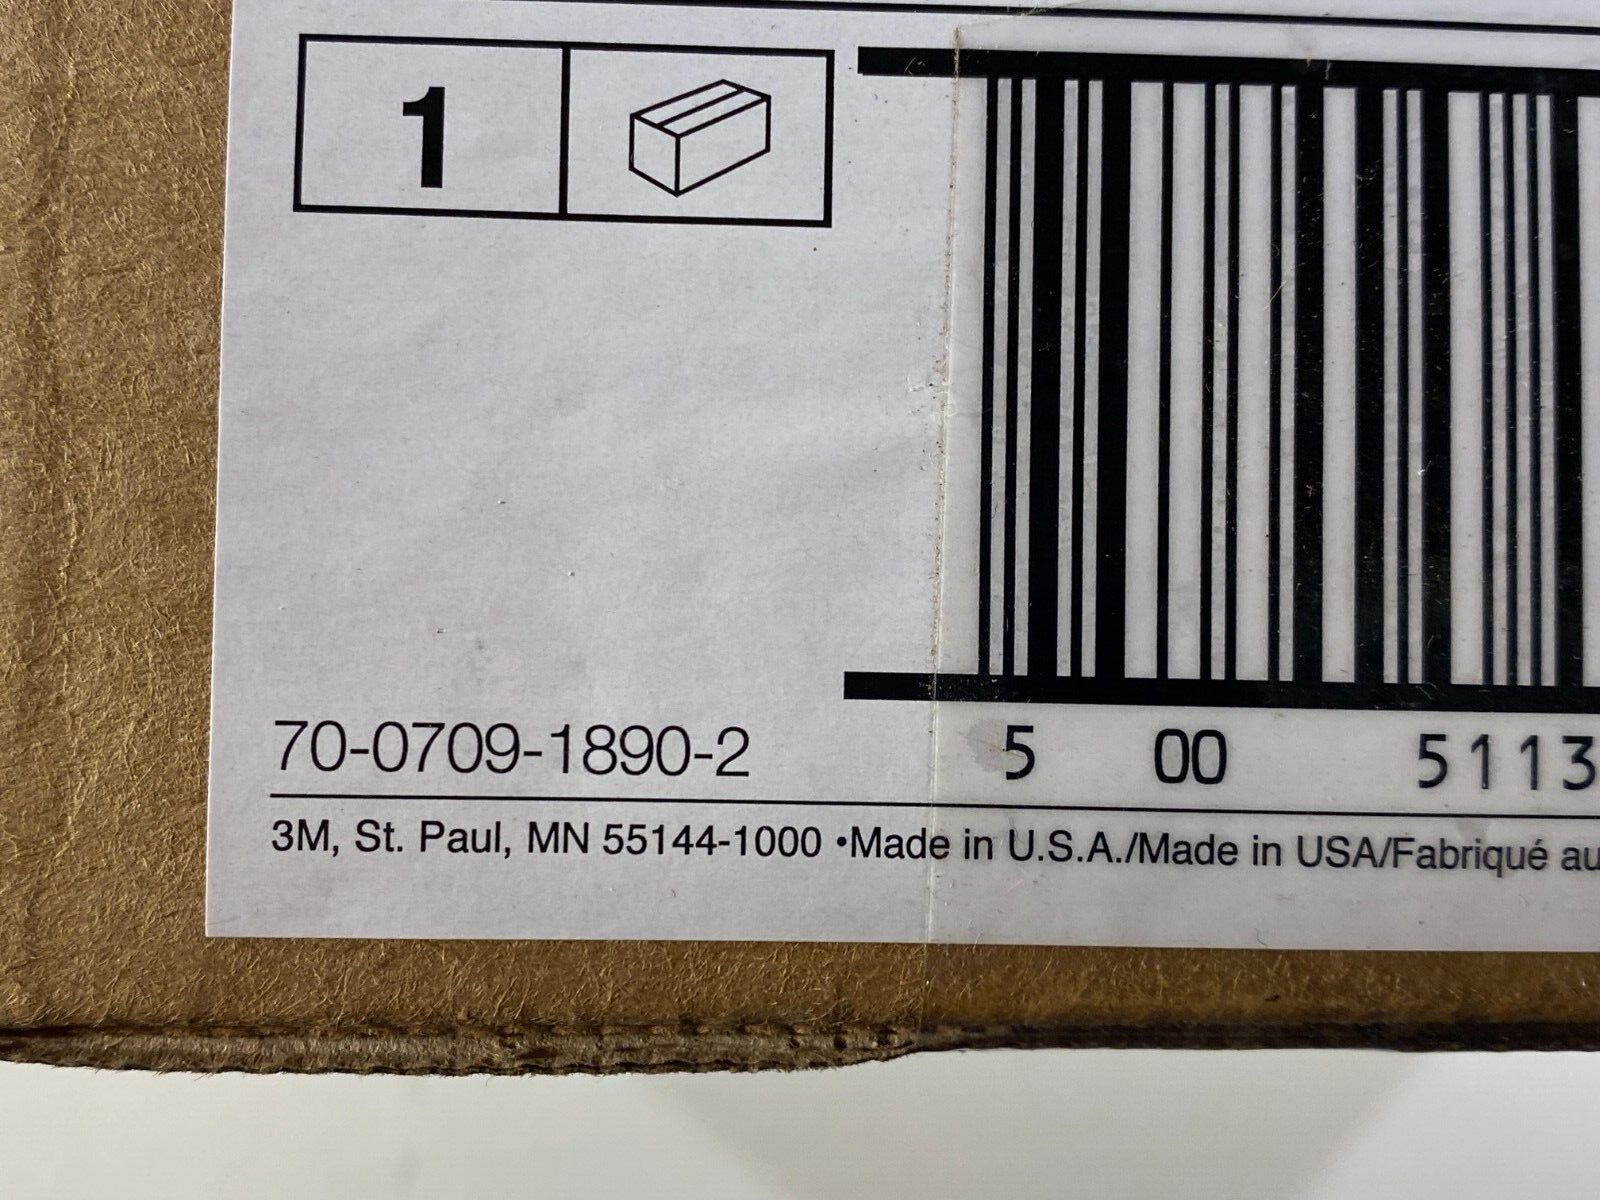 1
70-0709-1890-2
5 00 5113
3M, St. Paul, MN 55144-1000 •Made in U.S.A./Made in USA/Fabriqué au